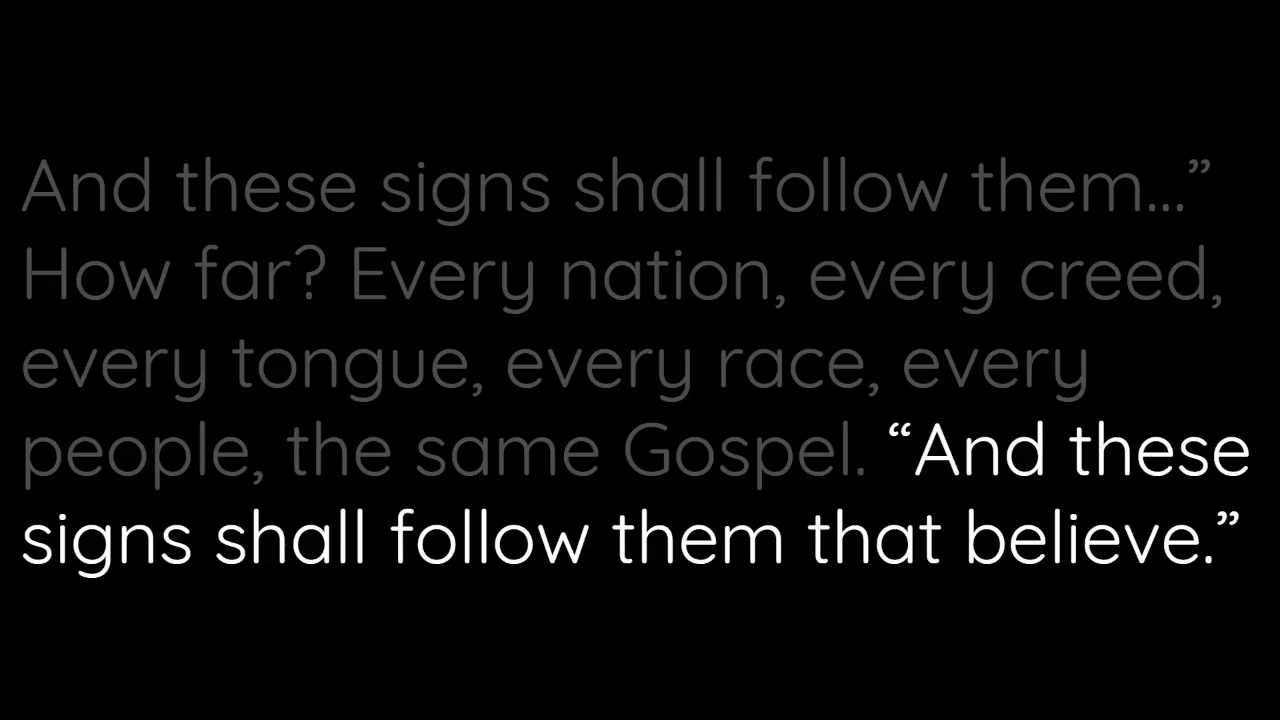 And these signs shall follow them...”
How far? Every nation, every creed,
every tongue, every race, every
people, the same Gospel. “And these
signs shall follow them that believe.”